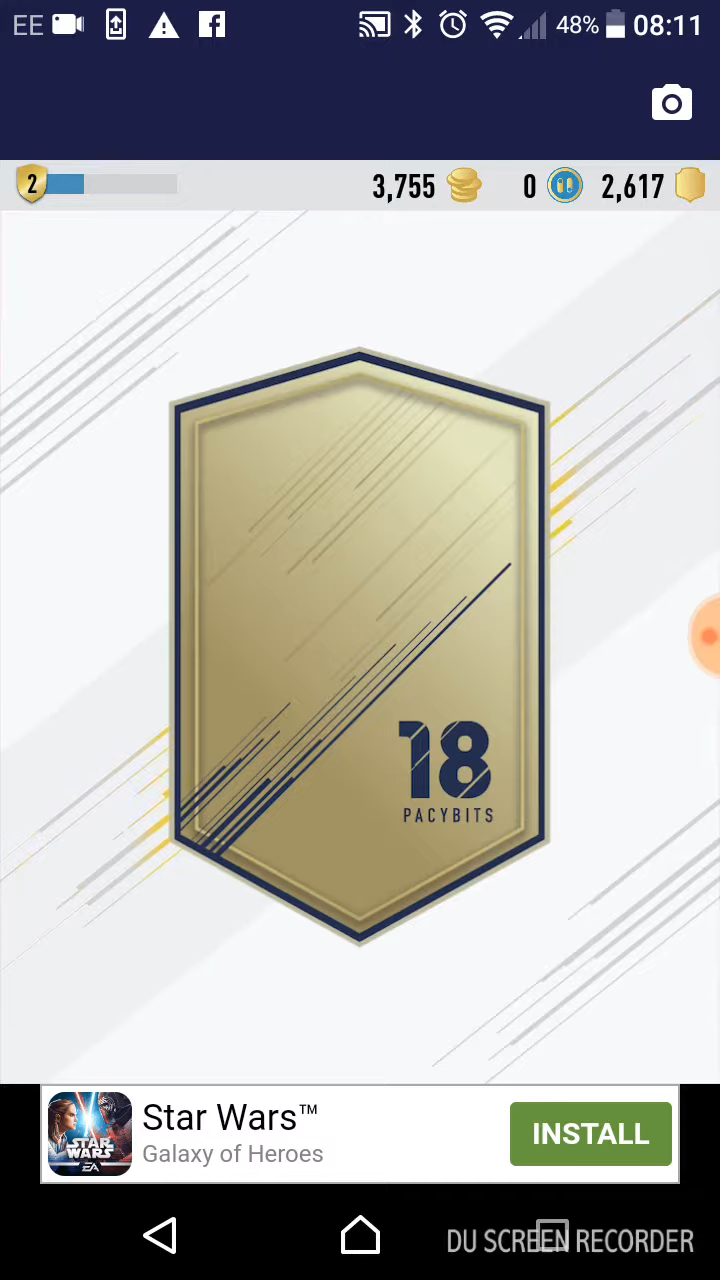 EE 48% 08:11
2 3,755 0 2,617
18
PACYBITS
STAR WARS
EA
Star Wars™
Galaxy of Heroes
INSTALL
DU SCREEN RECORDER